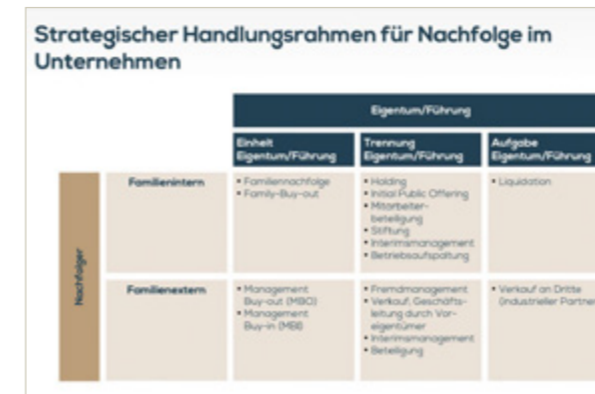 Strategischer Handlungsrahmen für Nachfolge im
Unternehmen
Eigentum/Führung
Einheit
Eigentum/Führung
Trennung
Eigentum/Führung
Aufgabe
Eigentum/Führung
Nachfolger
Familienintern
• Familiennachfolge
• Family-Buy-out
• Holding
• Initial Public Offering
• Mitarbeiter-
beteiligung
• Stiftung
• Interimsmanagement
• Betriebsaufspaltung
• Liquidation
Familienextern
• Management
Buy-out (MBO)
• Management
Buy-in (MBI)
• Fremdmanagement
• Verkauf, Geschäfts-
leitung durch Vor-
eigentümer
• Interimsmanagement
• Beteiligung
• Verkauf an Dritte
(industrieller Partne